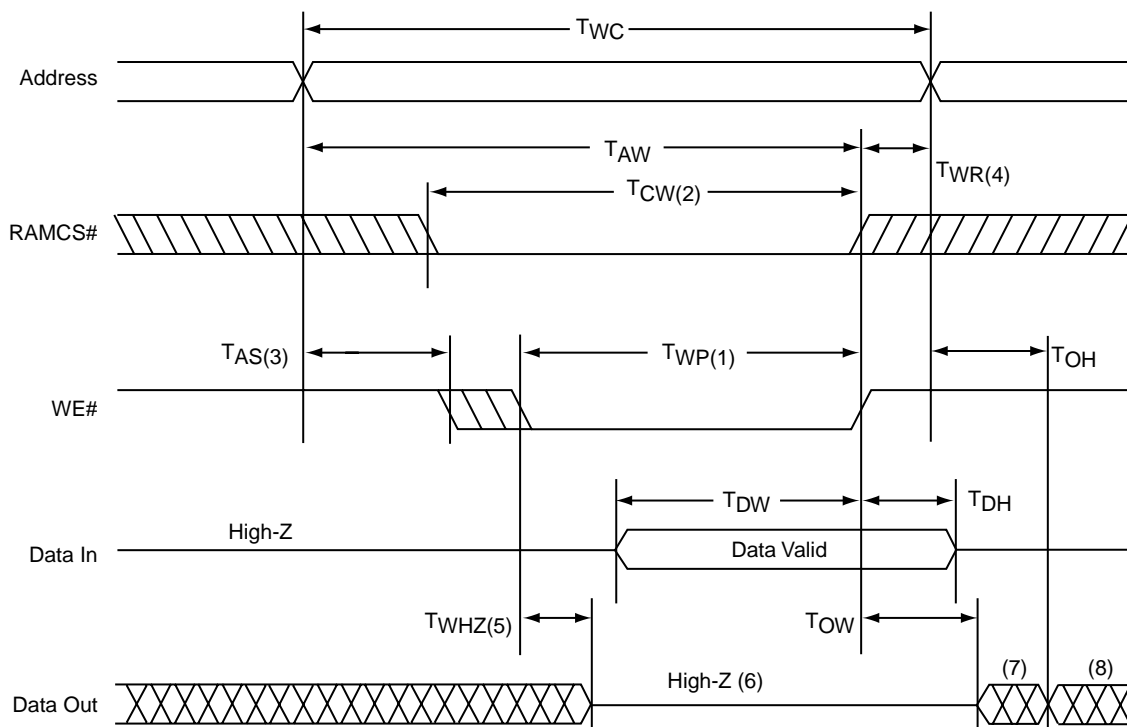 TWC
Address
TAW
TWR(4)
TCW(2)
RAMCS#
TAS(3)
TWP(1)
TOH
WE#
TDW
TDH
High-Z
Data In
Data Valid
TWHZ(5)
TOW
High-Z (6)
(7)
(8)
Data Out